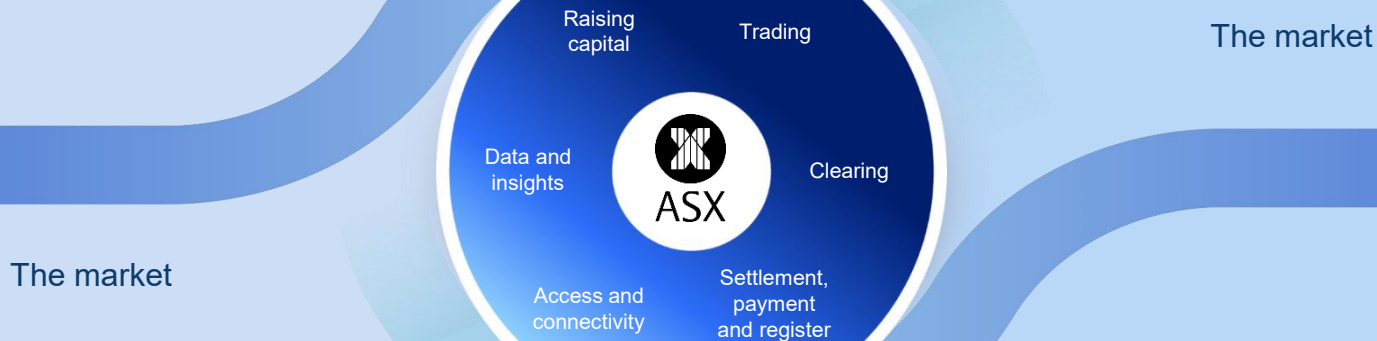 Raising
capital
Trading
The market
Data and
insights
ASX
Clearing
The market
Access and
connectivity
Settlement,
payment
and register